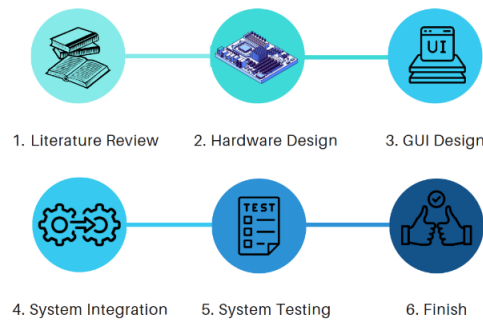 UI
1. Literature Review
2. Hardware Design
3. GUI Design
TEST
4. System Integration
5. System Testing
6. Finish